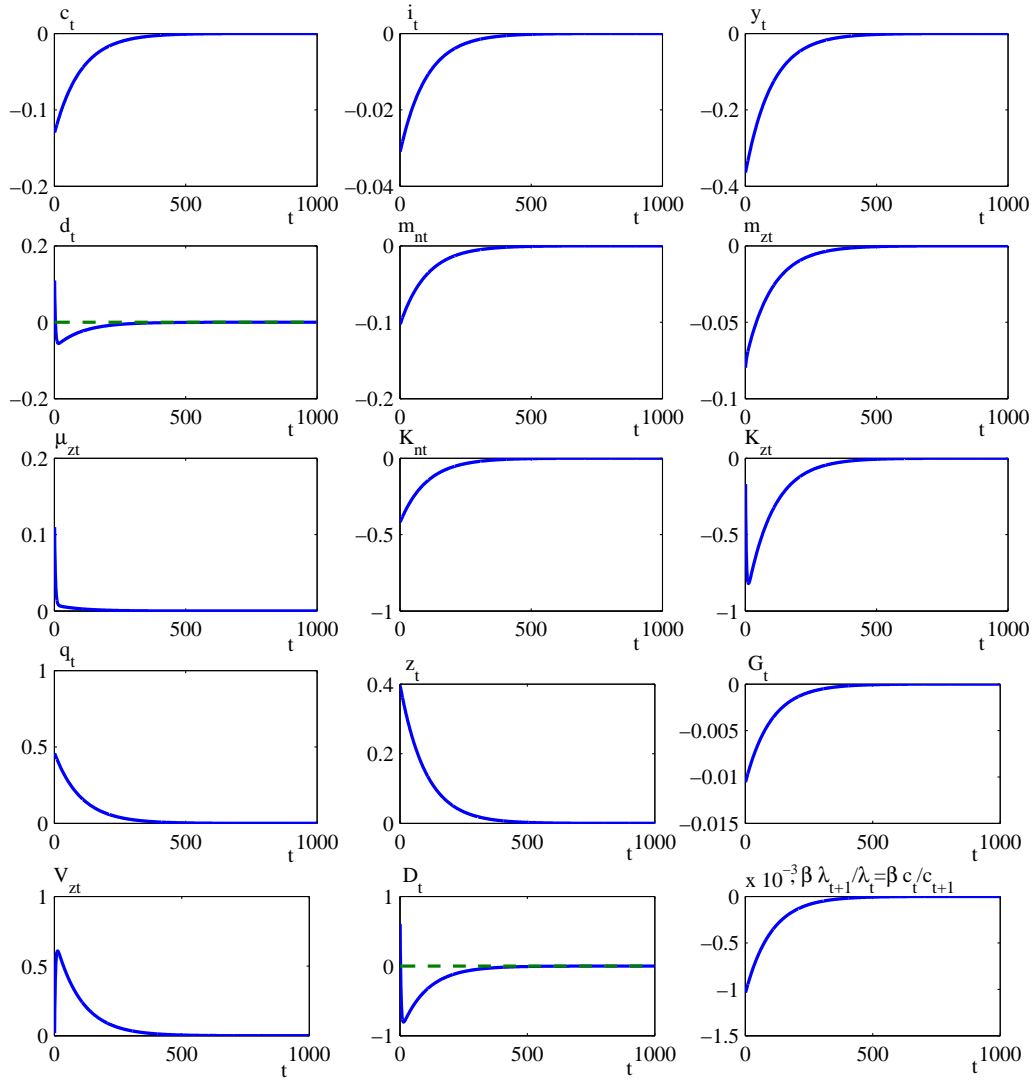 c_t
i_t
y_t
0
−0.1
−0.2
0 500 1000
t
0
−0.02
−0.04
0 500 1000
t
0
−0.2
−0.4
0 500 1000
t
d_t
m_nt
m_zt
0.2
0
−0.2
0 500 1000
t
0
−0.1
−0.2
0 500 1000
t
0
−0.05
−0.1
0 500 1000
t
μ_zt
K_nt
K_zt
0.2
0.1
0
0 500 1000
t
0
−0.5
−1
0 500 1000
t
0
−0.5
−1
0 500 1000
t
q_t
z_t
G_t
1
0.5
0
0 500 1000
t
0.4
0.2
0
0 500 1000
t
0
−0.005
−0.01
−0.015
0 500 1000
t
V_zt
D_t
x 10^−3; β λ_t+1/λ_t=β c_t/c_t+1
1
0.5
0
0 500 1000
t
1
0
−1
0 500 1000
t
0
−0.5
−1
−1.5
0 500 1000
t